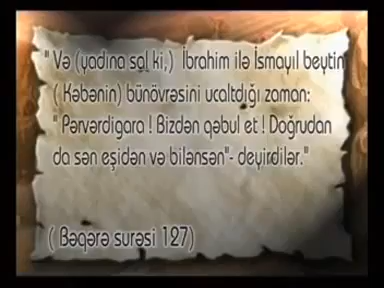 " Və (yadına sal ki,) İbrahim ilə İsmayıl beytin
( Kəbənin) bünövrəsini ucaltdığı zaman:
" Pərvərdigara ! Bizdən qəbul et ! Doğrudan
da sən eşidən və bilənsən"- deyirdilər."
( Bəqərə surəsi 127)